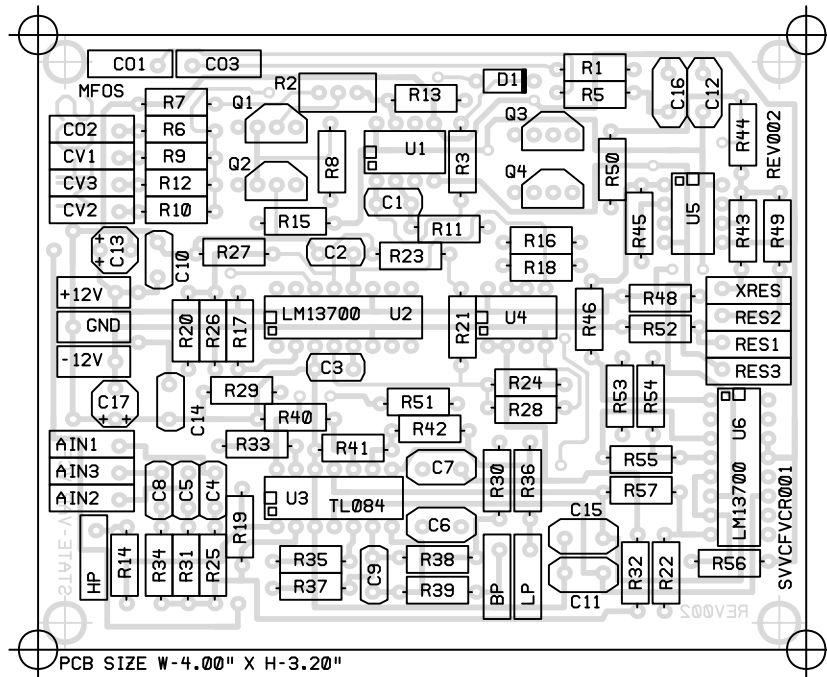 CO1 CO3
MFOS
R2
D1
R1
R5
C16
C12
R7
Q1
R13
R44
REV002
CO2 R6
Q3
CV1 R9
U1
R8
R3
R50
CV3 R12
Q2
Q4
CV2 R10
C1
R45
U5
R43
R49
R15
R11
C13
C10
R27
C2
R23
R16
R18
+12V
XRES
R48
RES2
GND
R20
R26
R17
LM13700 U2
R21
U4
R46
R52
RES1
-12V
RES3
C3
C17
C14
R29
R24
R53
R54
R51
R28
R40
R42
U6
LM13700
AIN1
R33
R41
AIN3
C8
C5
C4
C7
R30
R36
R55
AIN2
U3 TL084
R57
R19
C6
C15
SVVCFVCR001
HP
R14
R34
R31
R25
R35
C9
R38
R56
R37
R39
BP
LP
C11
R32
R22
STATE-V
REV002
PCB SIZE W-4.00" X H-3.20"